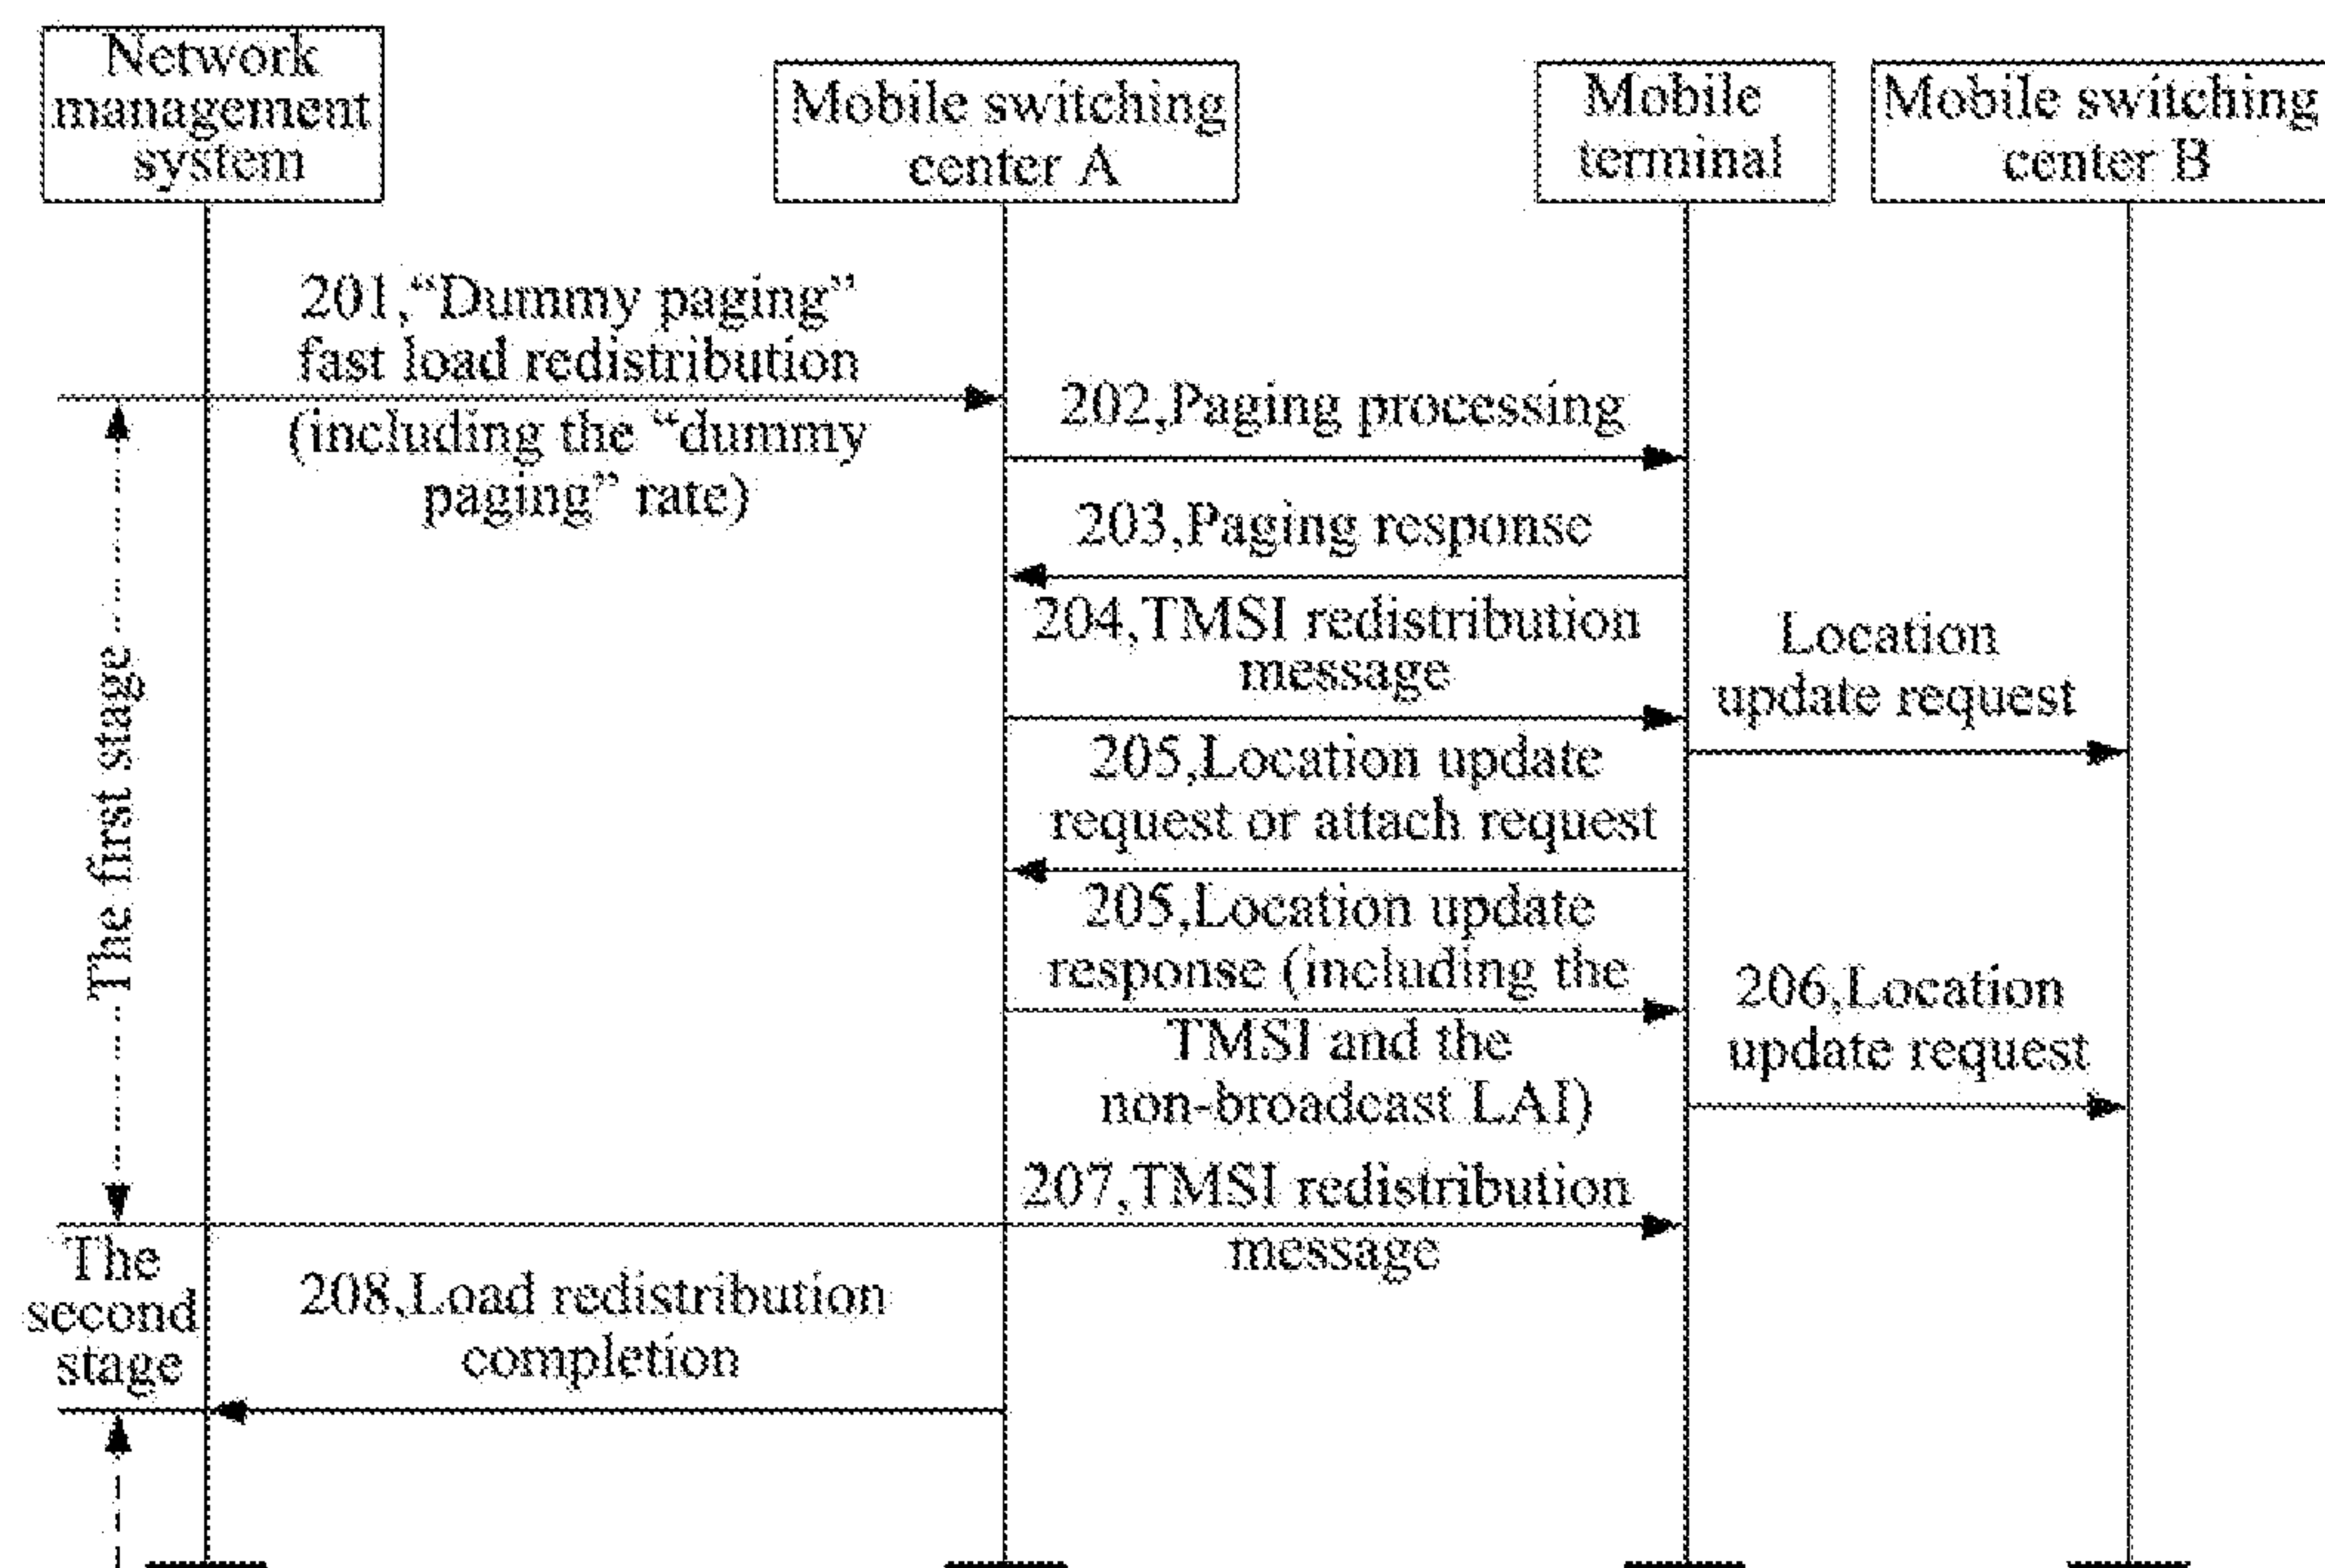 Network
management
system
Mobile switching
center A
Mobile
terminal
Mobile switching
center B
201,“Dummy paging”
fast load redistribution
(including the “dummy
paging” rate)
202,Paging processing
203,Paging response
204,TMSI redistribution
message
Location
update request
205,Location update
request or attach request
205,Location update
response (including the
TMSI and the
non-broadcast LAI)
206,Location
update request
The first stage
207,TMSI redistribution
message
The
second
stage
208,Load redistribution
completion